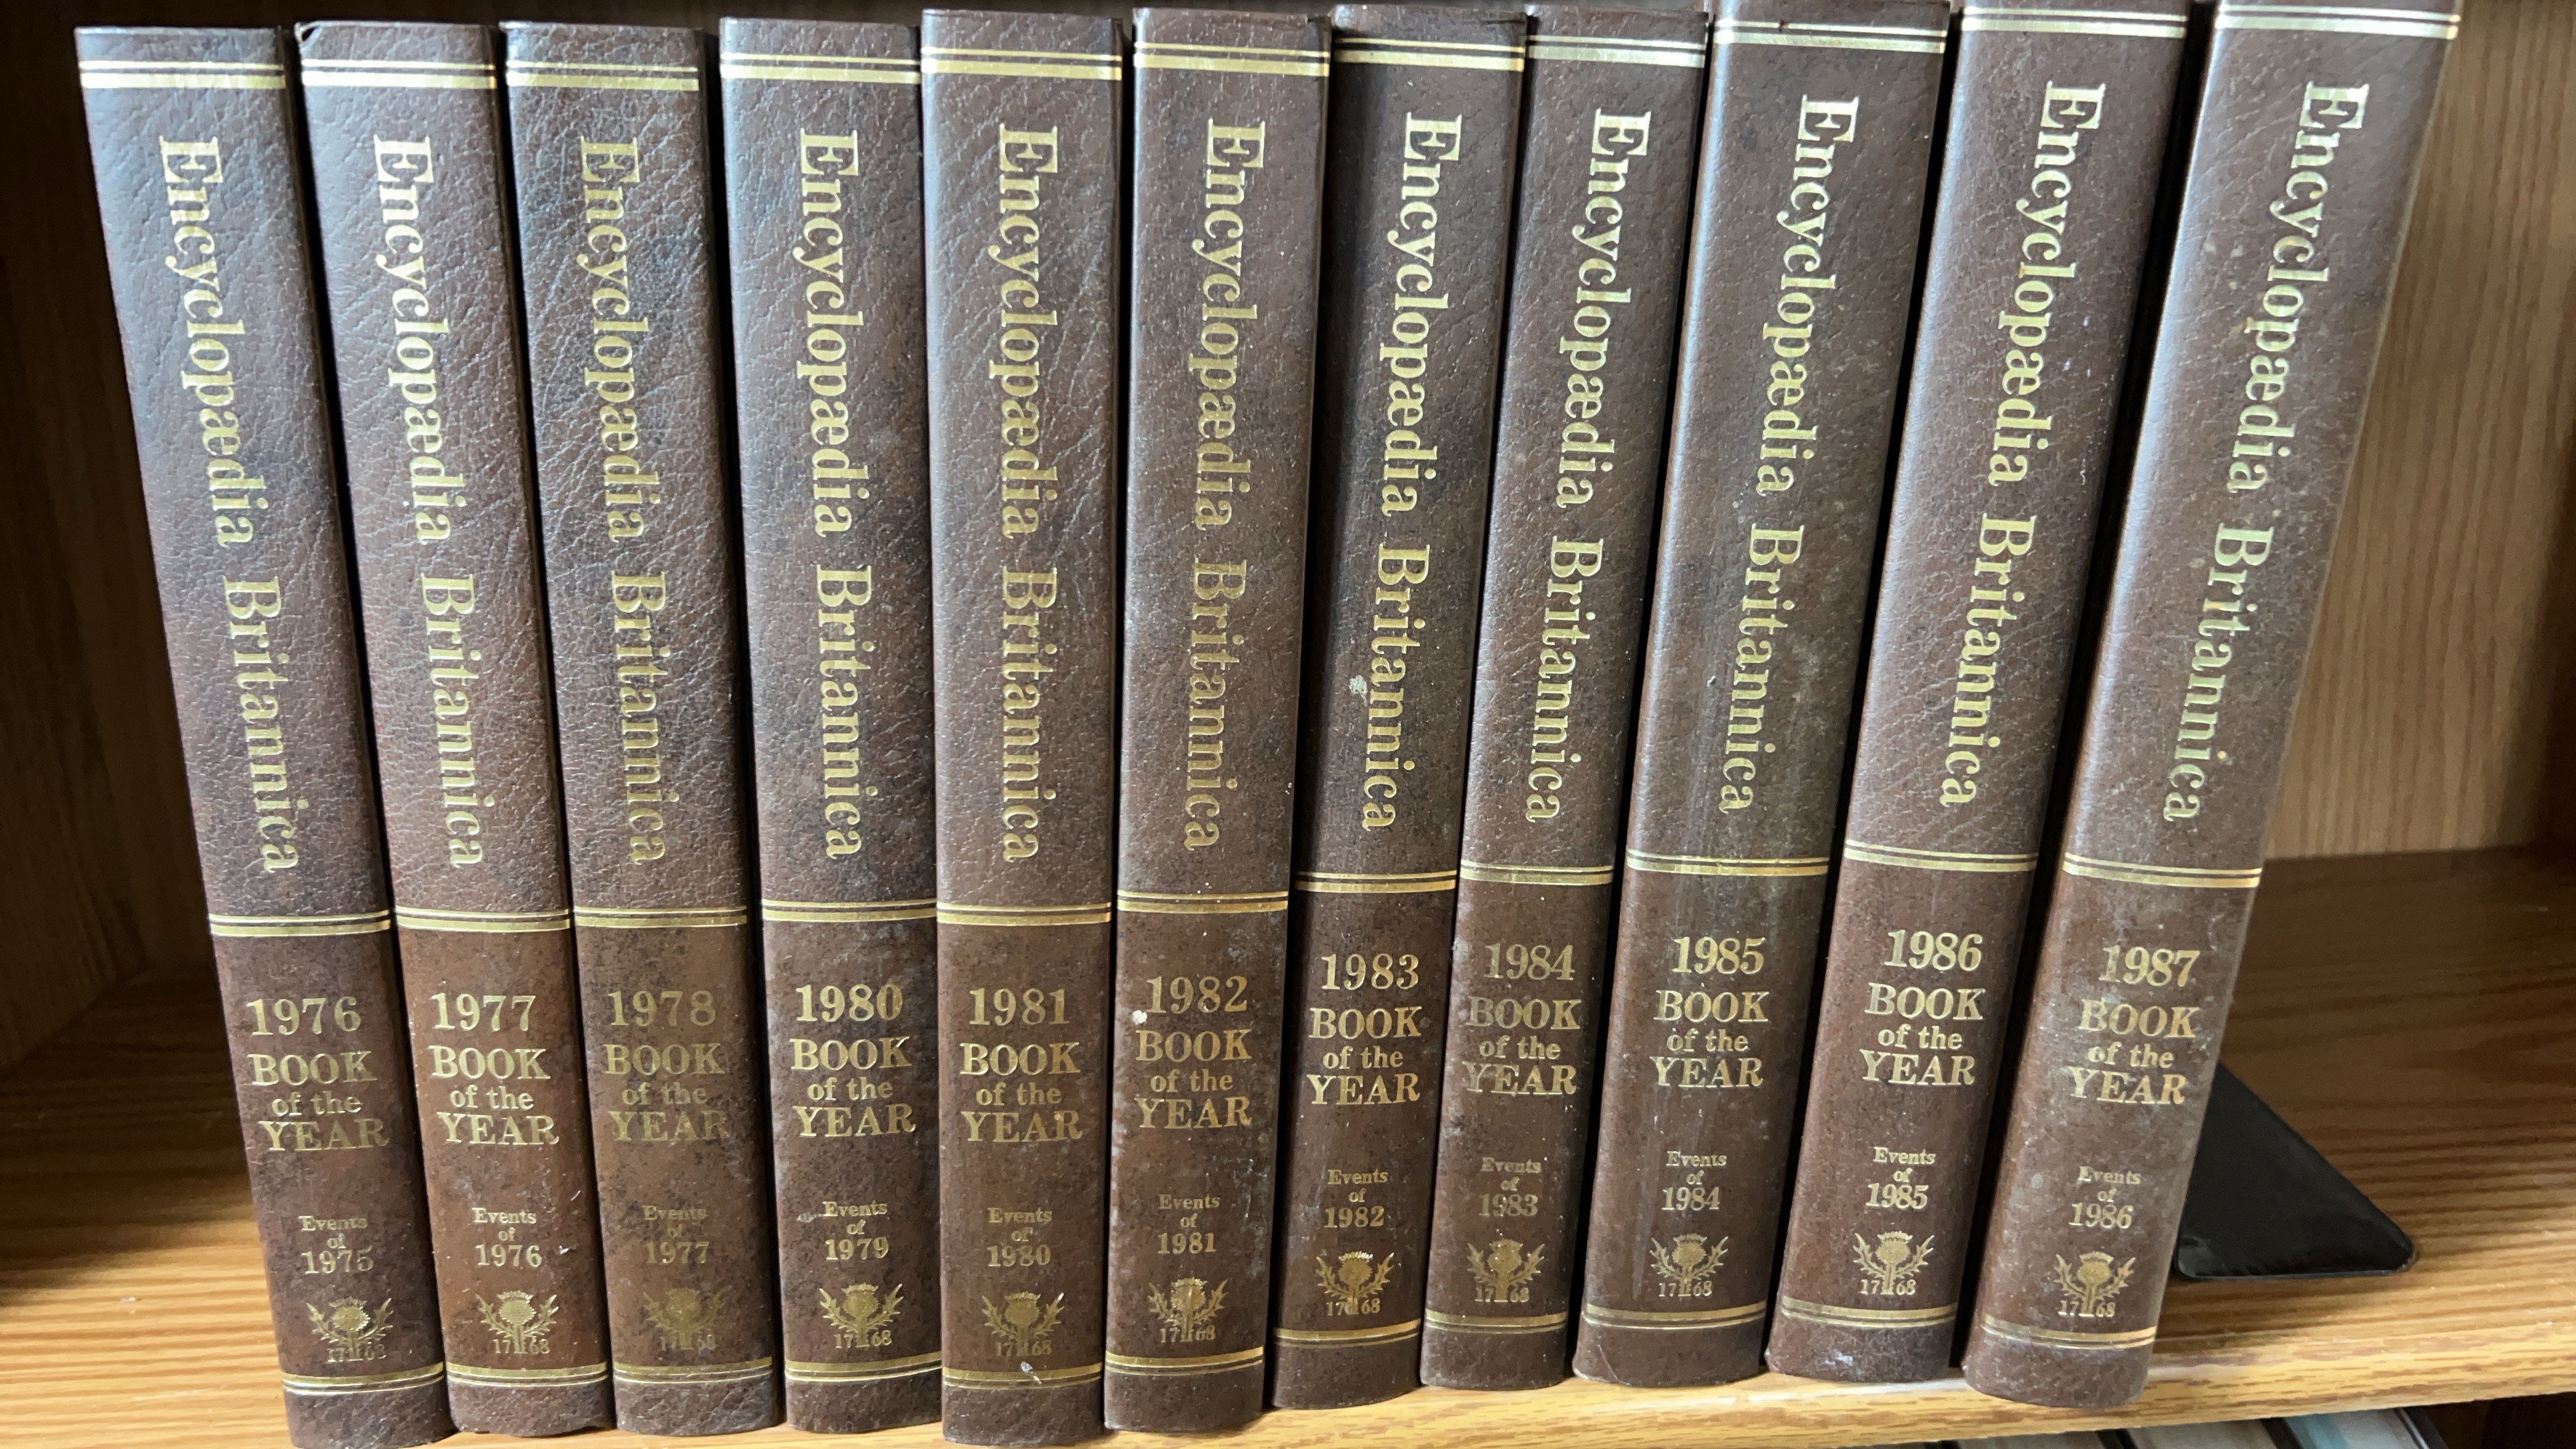 Encyclopædia Britannica
1976
BOOK
of the
YEAR
Events
of
1975
1768
Encyclopædia Britannica
1977
BOOK
of the
YEAR
Events
of
1976
1768
Encyclopædia Britannica
1978
BOOK
of the
YEAR
Events
of
1977
1768
Encyclopædia Britannica
1980
BOOK
of the
YEAR
Events
of
1979
1768
Encyclopædia Britannica
1981
BOOK
of the
YEAR
Events
of
1980
1768
Encyclopædia Britannica
1982
BOOK
of the
YEAR
Events
of
1981
1768
Encyclopædia Britannica
1983
BOOK
of the
YEAR
Events
of
1982
1768
Encyclopædia Britannica
1984
BOOK
of the
YEAR
Events
of
1983
1768
Encyclopædia Britannica
1985
BOOK
of the
YEAR
Events
of
1984
1768
Encyclopædia Britannica
1986
BOOK
of the
YEAR
Events
of
1985
1768
Encyclopædia Britannica
1987
BOOK
of the
YEAR
Events
of
1986
1768